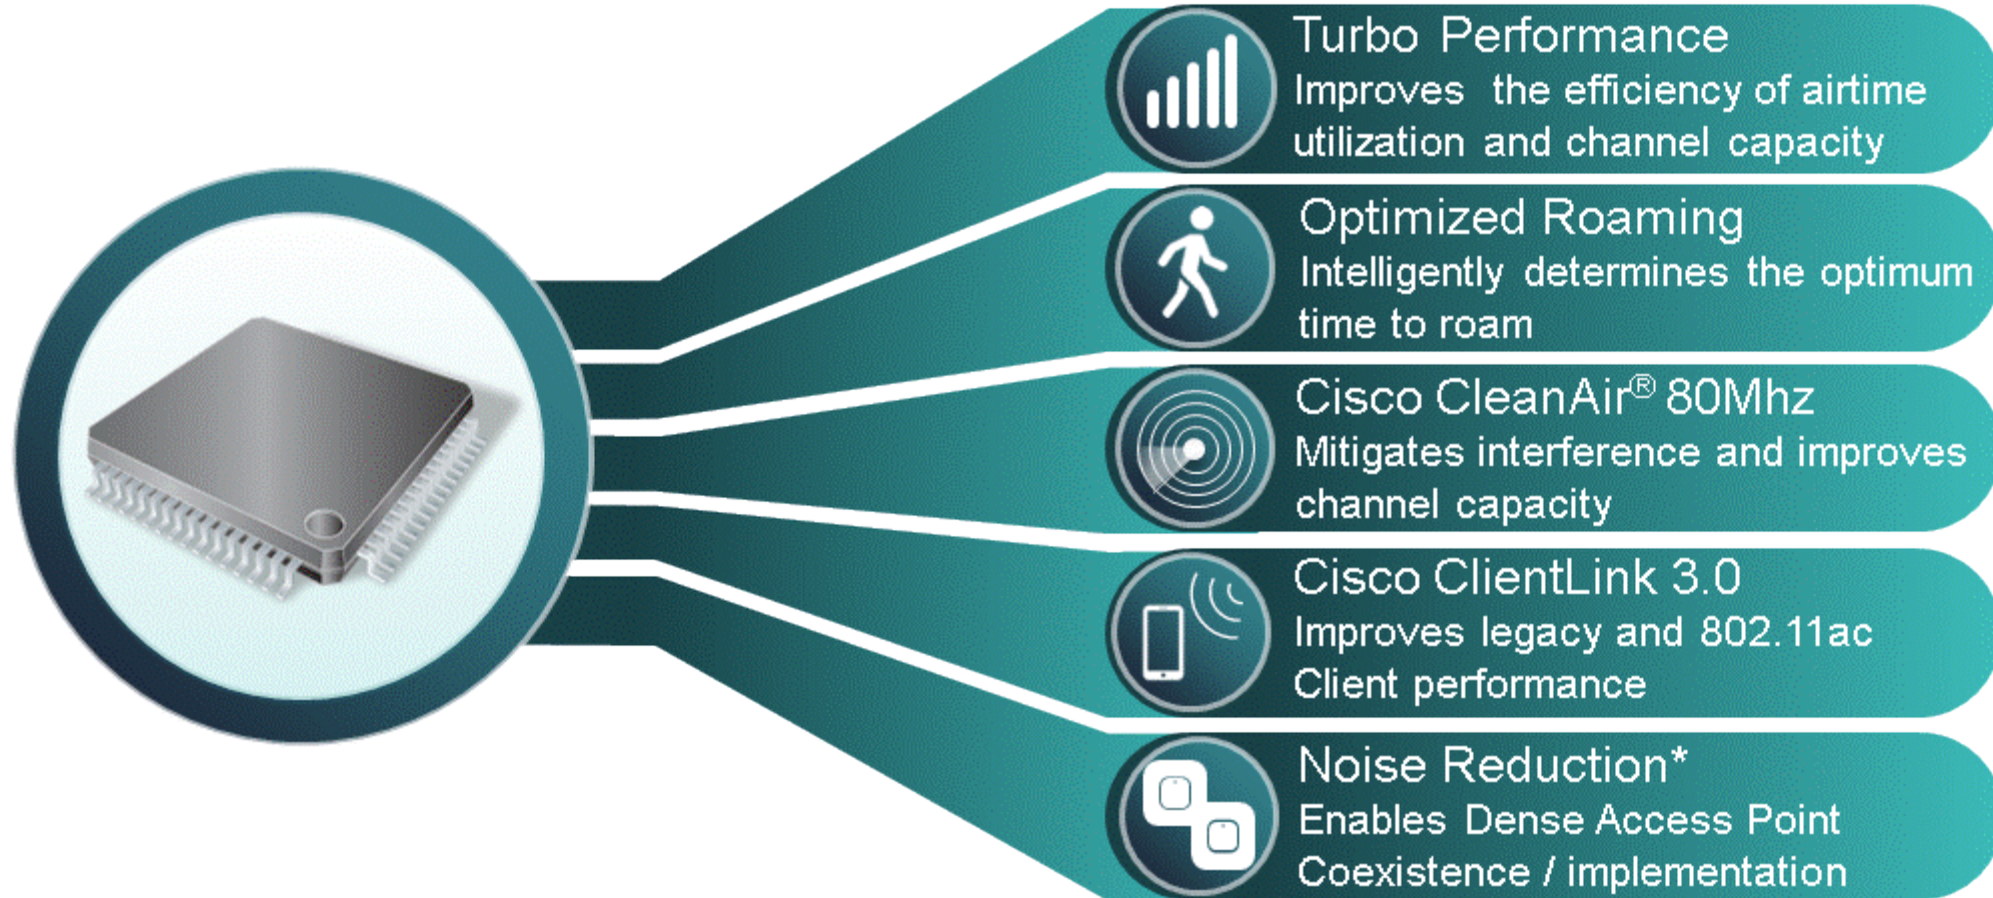 Turbo Performance
Improves the efficiency of airtime
utilization and channel capacity
Optimized Roaming
Intelligently determines the optimum
time to roam
Cisco CleanAir® 80Mhz
Mitigates interference and improves
channel capacity
Cisco ClientLink 3.0
Improves legacy and 802.11ac
Client performance
Noise Reduction*
Enables Dense Access Point
Coexistence / implementation